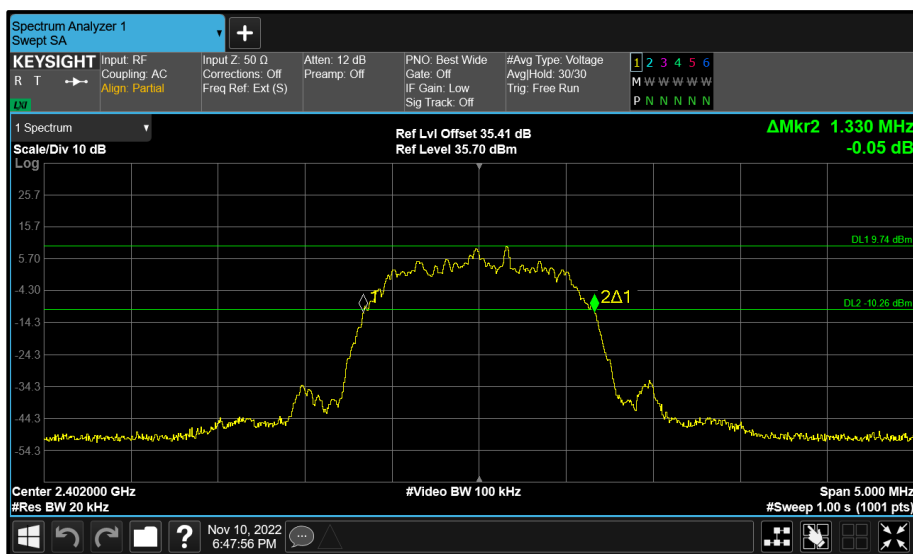 Spectrum Analyzer 1
Swept SA
+
KEYSIGHT
R T
LXI
Input: RF
Coupling: AC
Align: Partial
Input Z: 50 Ω
Corrections: Off
Freq Ref: Ext (S)
Atten: 12 dB
Preamp: Off
PNO: Best Wide
Gate: Off
IF Gain: Low
Sig Track: Off
#Avg Type: Voltage
Avg|Hold: 30/30
Trig: Free Run
1 2 3 4 5 6
M W W W W W
P N N N N N
1 Spectrum
Scale/Div 10 dB
Log
Ref Lvl Offset 35.41 dB
Ref Level 35.70 dBm
ΔMkr2 1.330 MHz
-0.05 dB
25.7
15.7
DL1 9.74 dBm
5.70
-4.30
1
2Δ1
DL2 -10.26 dBm
-14.3
-24.3
-34.3
-44.3
-54.3
Center 2.402000 GHz
#Res BW 20 kHz
#Video BW 100 kHz
Span 5.000 MHz
#Sweep 1.00 s (1001 pts)
?
Nov 10, 2022
6:47:56 PM